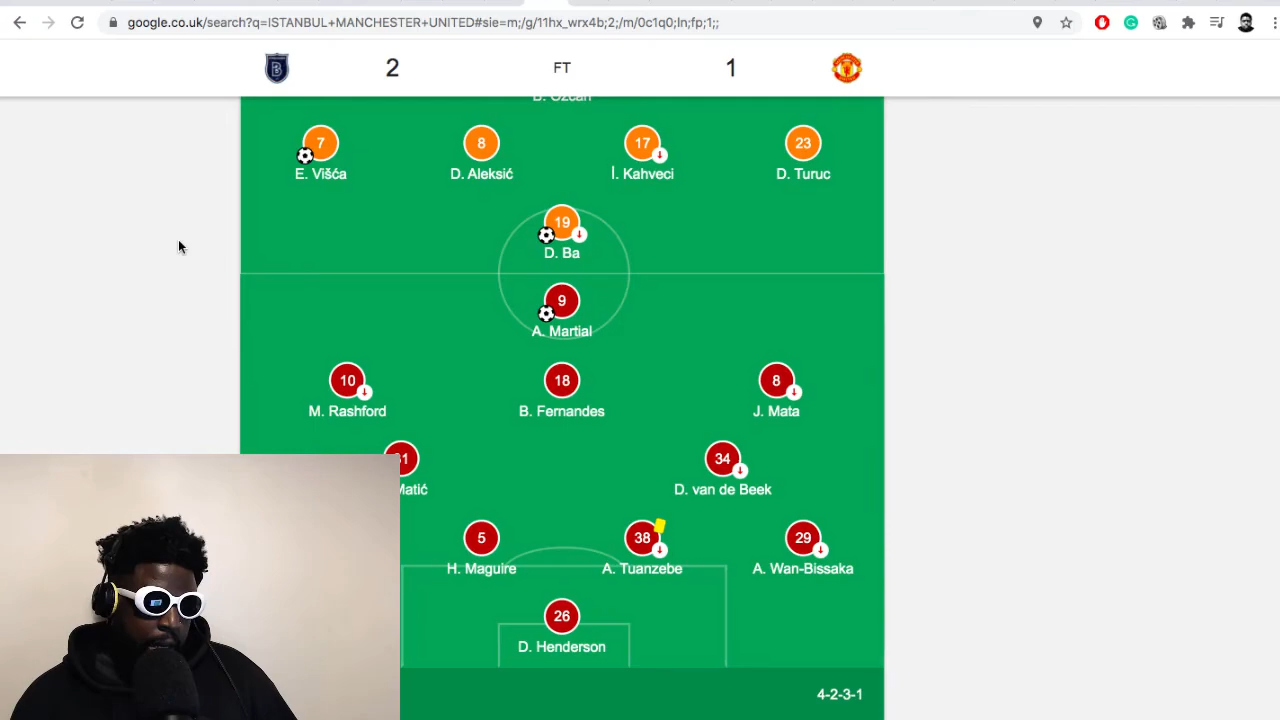 google.co.uk/search?q=ISTANBUL+MANCHESTER+UNITED#sie=m;/g/11hx_wrx4b;2;/m/0c1q0;ln;fp;1;;
2 FT 1
B. Özcan
7 8 17 23
E. Višća D. Aleksić İ. Kahveci D. Turuc
19
D. Ba
9
A. Martial
10 18 8
M. Rashford B. Fernandes J. Mata
34
Matić D. van de Beek
5 38 29
H. Maguire A. Tuanzebe A. Wan-Bissaka
26
D. Henderson
4-2-3-1